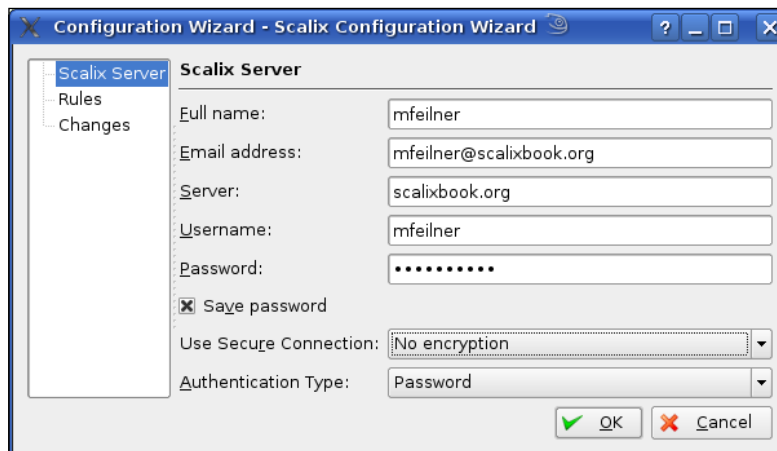 Configuration Wizard - Scalix Configuration Wizard
Scalix Server
Rules
Changes
Scalix Server
Full name: mfeilner
Email address: mfeilner@scalixbook.org
Server: scalixbook.org
Username: mfeilner
Password: ••••••••••
Save password
Use Secure Connection: No encryption
Authentication Type: Password
OK Cancel